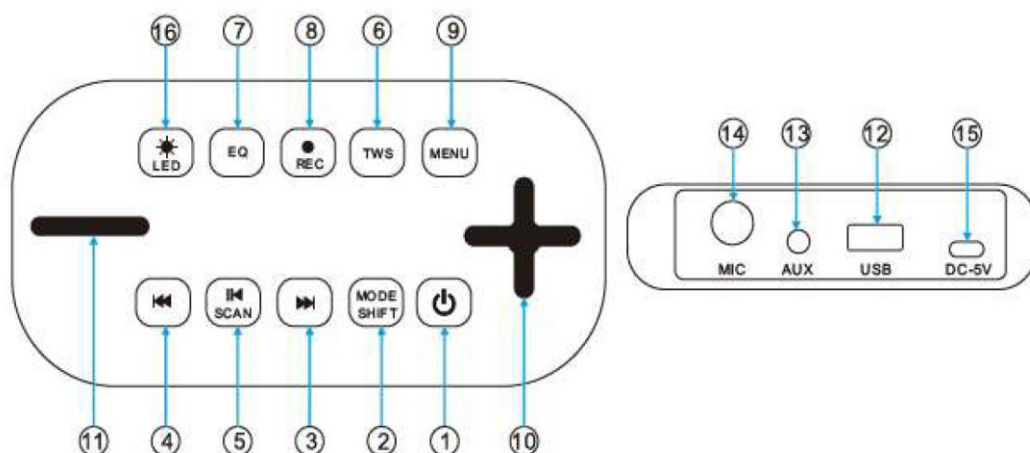 16 7 8 6 9
LED EQ REC TWS MENU
SCAN MODE
SHIFT
11 4 5 3 2 1 10
14 13 12 15
MIC AUX USB DC-5V